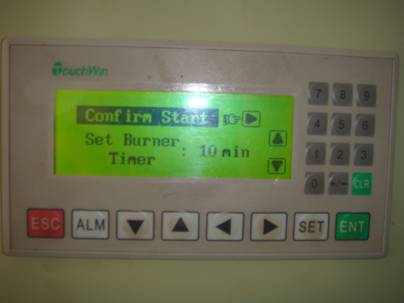 TouchWin
Confirm Start
Set Burner
Timer : 10 min
7 8 9
4 5 6
1 2 3
0 +/- CLR
ESC ALM SET ENT